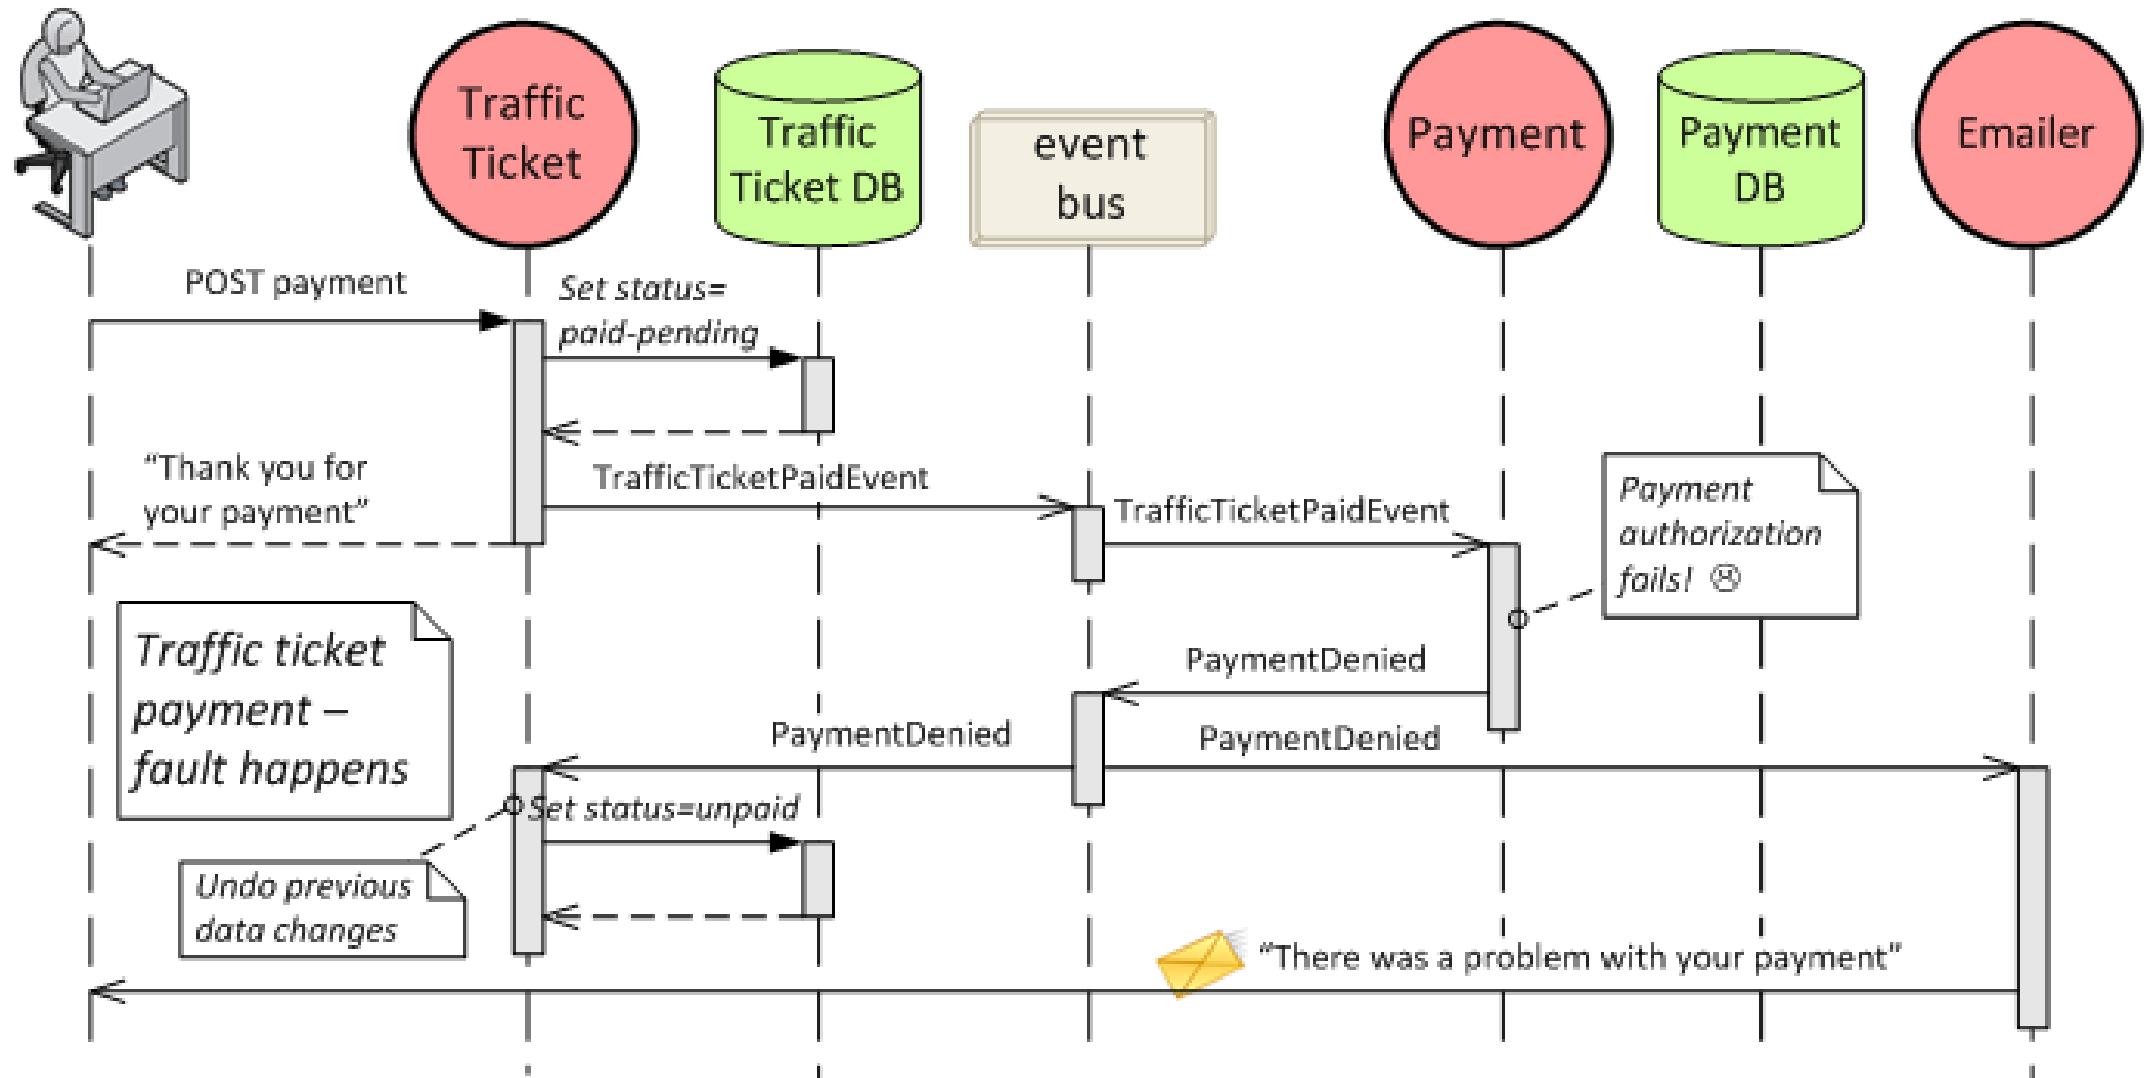 Traffic
Ticket
Traffic
Ticket DB
event
bus
Payment
Payment
DB
Emailer
POST payment
Set status=
paid-pending
"Thank you for
your payment"
TrafficTicketPaidEvent
TrafficTicketPaidEvent
Payment
authorization
fails! ☹
Traffic ticket
payment –
fault happens
PaymentDenied
PaymentDenied
PaymentDenied
Set status=unpaid
Undo previous
data changes
"There was a problem with your payment"